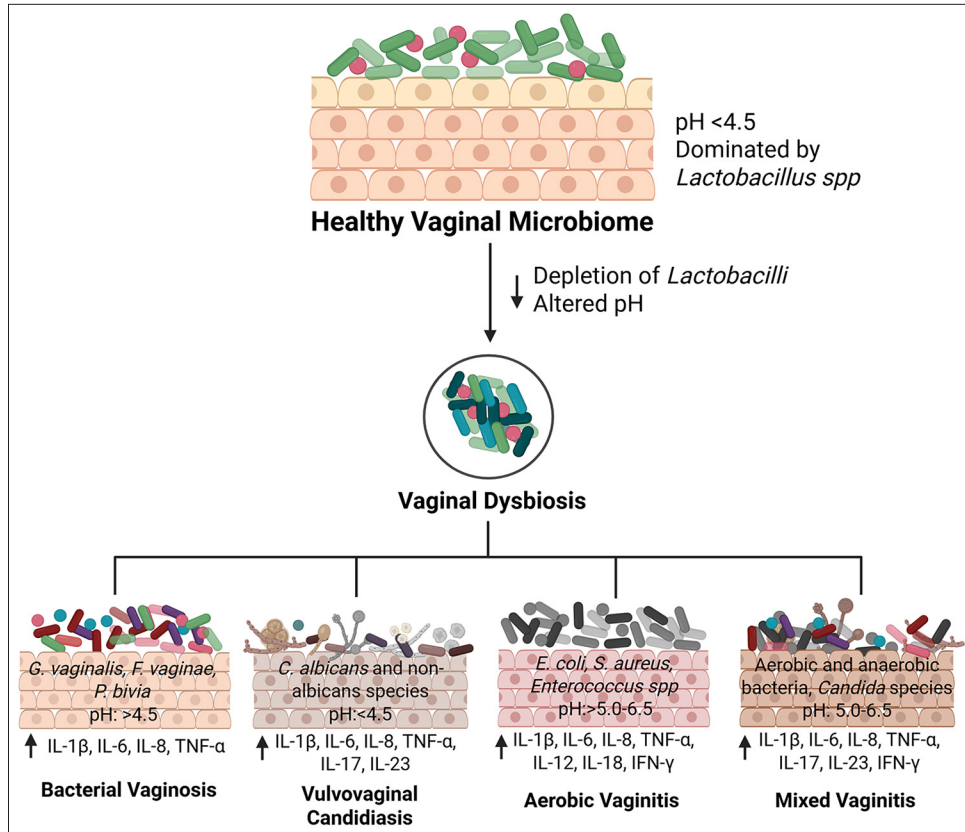 pH <4.5
Dominated by
Lactobacillus spp
Healthy Vaginal Microbiome
Depletion of Lactobacilli
Altered pH
Vaginal Dysbiosis
G. vaginalis, F. vaginae,
P. bivia
pH: >4.5
IL-1β, IL-6, IL-8, TNF-α
Bacterial Vaginosis
C. albicans and non-
albicans species
pH:<4.5
IL-1β, IL-6, IL-8, TNF-α,
IL-17, IL-23
Vulvovaginal
Candidiasis
E. coli, S. aureus,
Enterococcus spp
pH:>5.0-6.5
IL-1β, IL-6, IL-8, TNF-α,
IL-12, IL-18, IFN-γ
Aerobic Vaginitis
Aerobic and anaerobic
bacteria, Candida species
pH: 5.0-6.5
IL-1β, IL-6, IL-8, TNF-α,
IL-17, IL-23, IFN-γ
Mixed Vaginitis